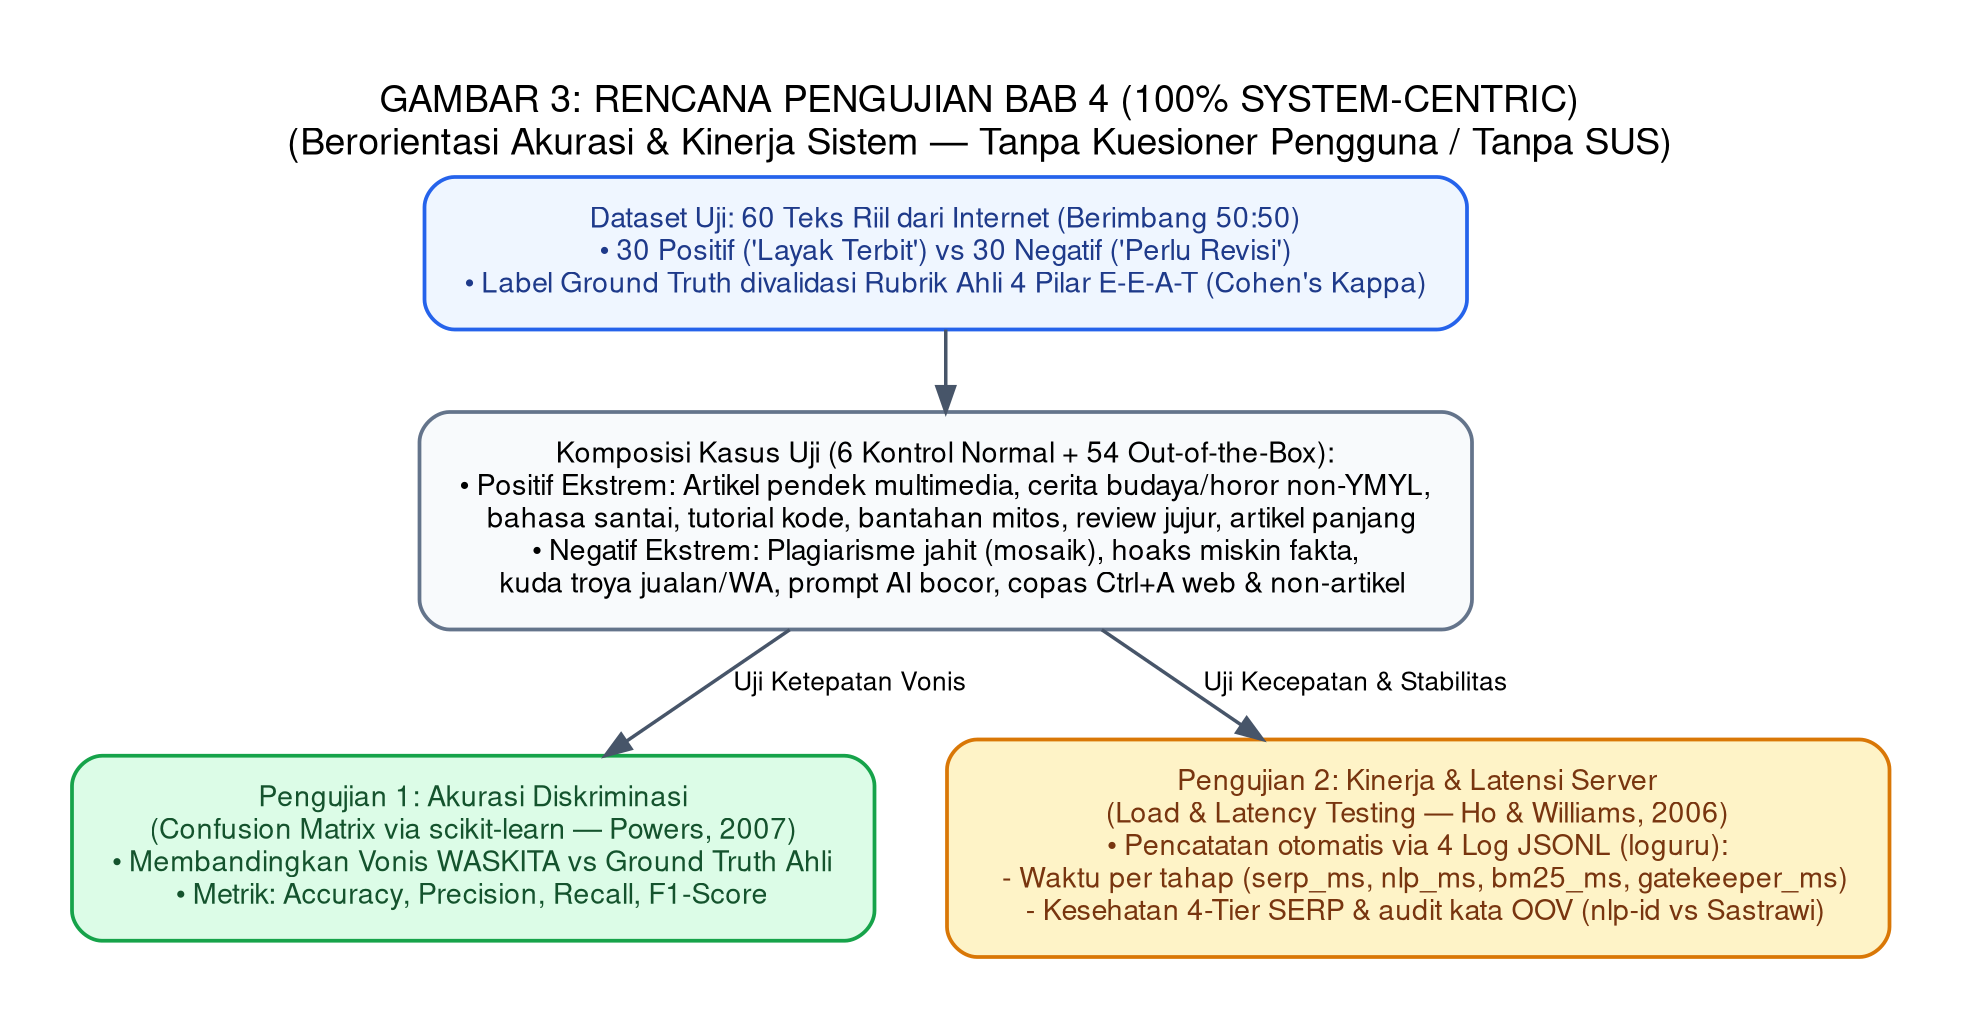 GAMBAR 3: RENCANA PENGUJIAN BAB 4 (100% SYSTEM-CENTRIC)
(Berorientasi Akurasi & Kinerja Sistem — Tanpa Kuesioner Pengguna / Tanpa SUS)
Dataset Uji: 60 Teks Riil dari Internet (Berimbang 50:50)
• 30 Positif ('Layak Terbit') vs 30 Negatif ('Perlu Revisi')
• Label Ground Truth divalidasi Rubrik Ahli 4 Pilar E-E-A-T (Cohen's Kappa)
Komposisi Kasus Uji (6 Kontrol Normal + 54 Out-of-the-Box):
• Positif Ekstrem: Artikel pendek multimedia, cerita budaya/horor non-YMYL,
bahasa santai, tutorial kode, bantahan mitos, review jujur, artikel panjang
• Negatif Ekstrem: Plagiarisme jahit (mosaik), hoaks miskin fakta,
kuda troya jualan/WA, prompt AI bocor, copas Ctrl+A web & non-artikel
Uji Ketepatan Vonis
Uji Kecepatan & Stabilitas
Pengujian 1: Akurasi Diskriminasi
(Confusion Matrix via scikit-learn — Powers, 2007)
• Membandingkan Vonis WASKITA vs Ground Truth Ahli
• Metrik: Accuracy, Precision, Recall, F1-Score
Pengujian 2: Kinerja & Latensi Server
(Load & Latency Testing — Ho & Williams, 2006)
• Pencatatan otomatis via 4 Log JSONL (loguru):
- Waktu per tahap (serp_ms, nlp_ms, bm25_ms, gatekeeper_ms)
- Kesehatan 4-Tier SERP & audit kata OOV (nlp-id vs Sastrawi)